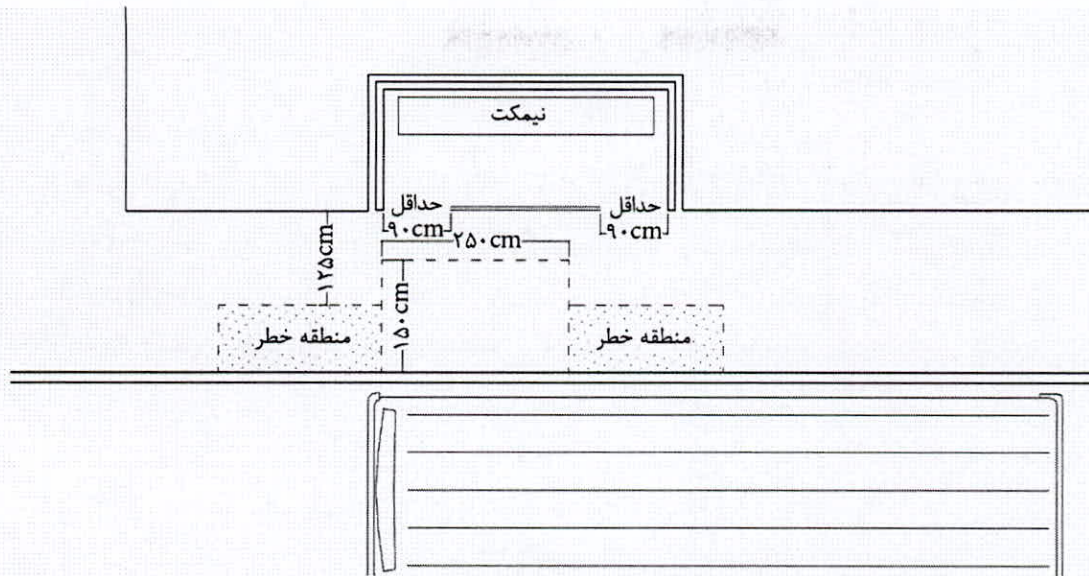 نیمکت
حداقل
۹۰cm
حداقل
۹۰cm
۲۵۰cm
۱۲۵cm
۱۵۰cm
منطقه خطر
منطقه خطر